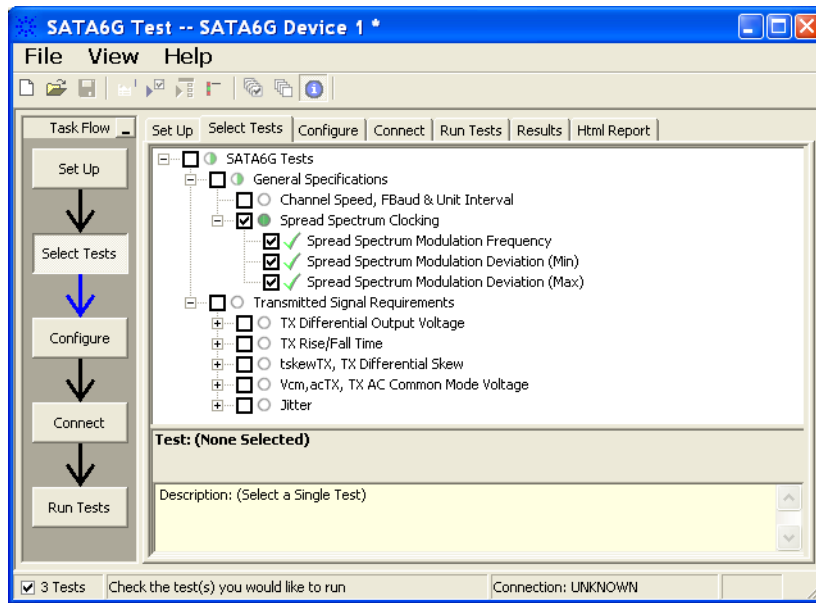 SATA6G Test -- SATA6G Device 1 *
File View Help
Task Flow
Set Up
Select Tests
Configure
Connect
Run Tests
Set Up Select Tests Configure Connect Run Tests Results Html Report
SATA6G Tests
General Specifications
Channel Speed, FBaud & Unit Interval
Spread Spectrum Clocking
Spread Spectrum Modulation Frequency
Spread Spectrum Modulation Deviation (Min)
Spread Spectrum Modulation Deviation (Max)
Transmitted Signal Requirements
TX Differential Output Voltage
TX Rise/Fall Time
tskewTX, TX Differential Skew
Vcm,acTX, TX AC Common Mode Voltage
Jitter
Test: (None Selected)
Description: (Select a Single Test)
3 Tests Check the test(s) you would like to run Connection: UNKNOWN